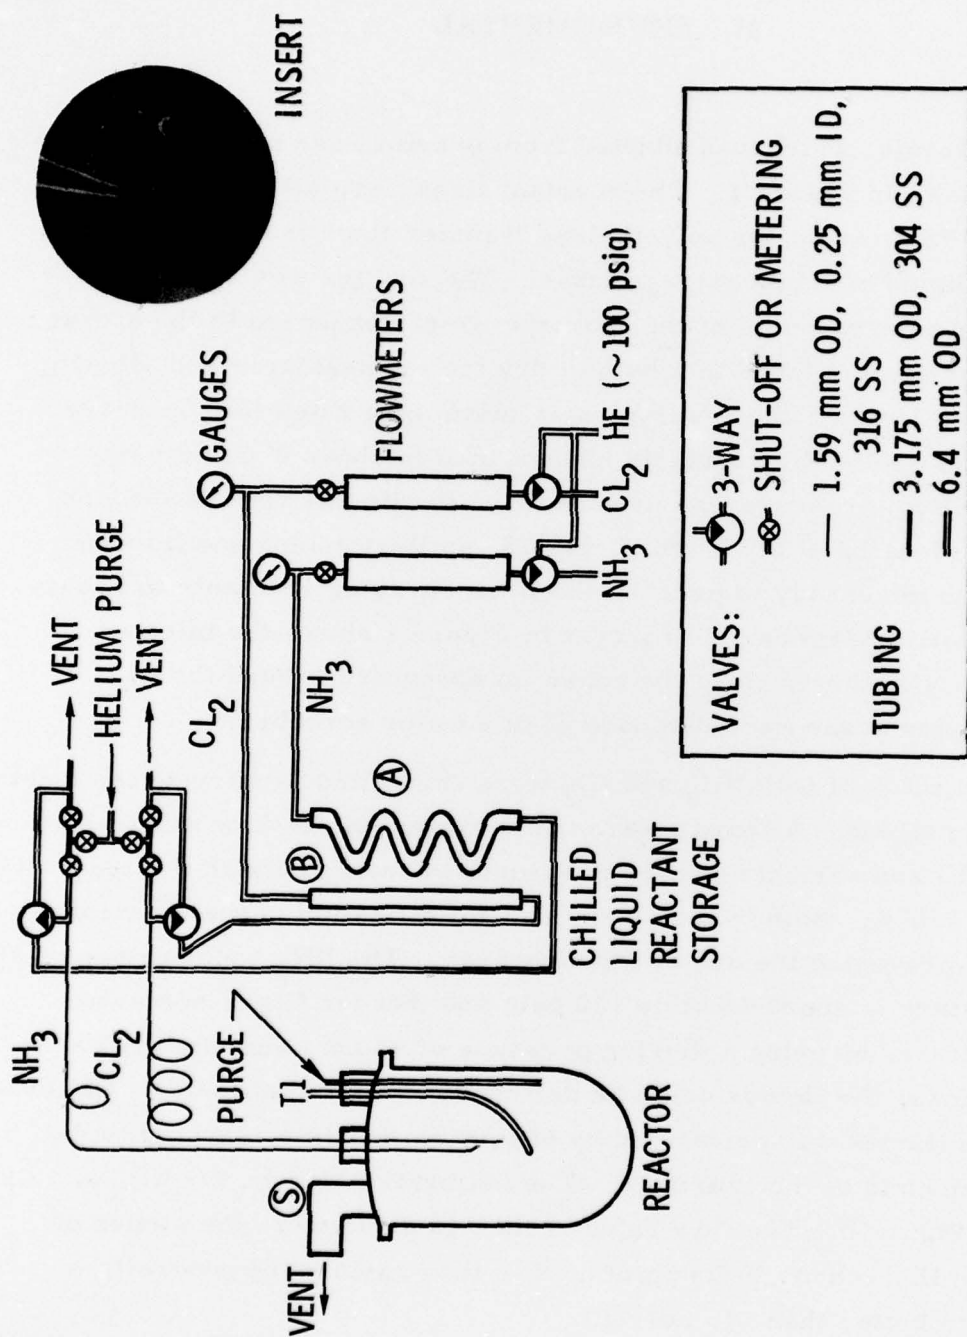 INSERT
GAUGES
FLOWMETERS
HE (~100 psig)
CL2
NH3
VENT
HELIUM PURGE
VENT
CL2
NH3
A
B
CHILLED
LIQUID
REACTANT
STORAGE
NH3
CL2
PURGE
T1
S
VENT
REACTOR
VALVES:
3-WAY
SHUT-OFF OR METERING
TUBING
1.59 mm OD, 0.25 mm ID,
316 SS
3.175 mm OD, 304 SS
6.4 mm OD